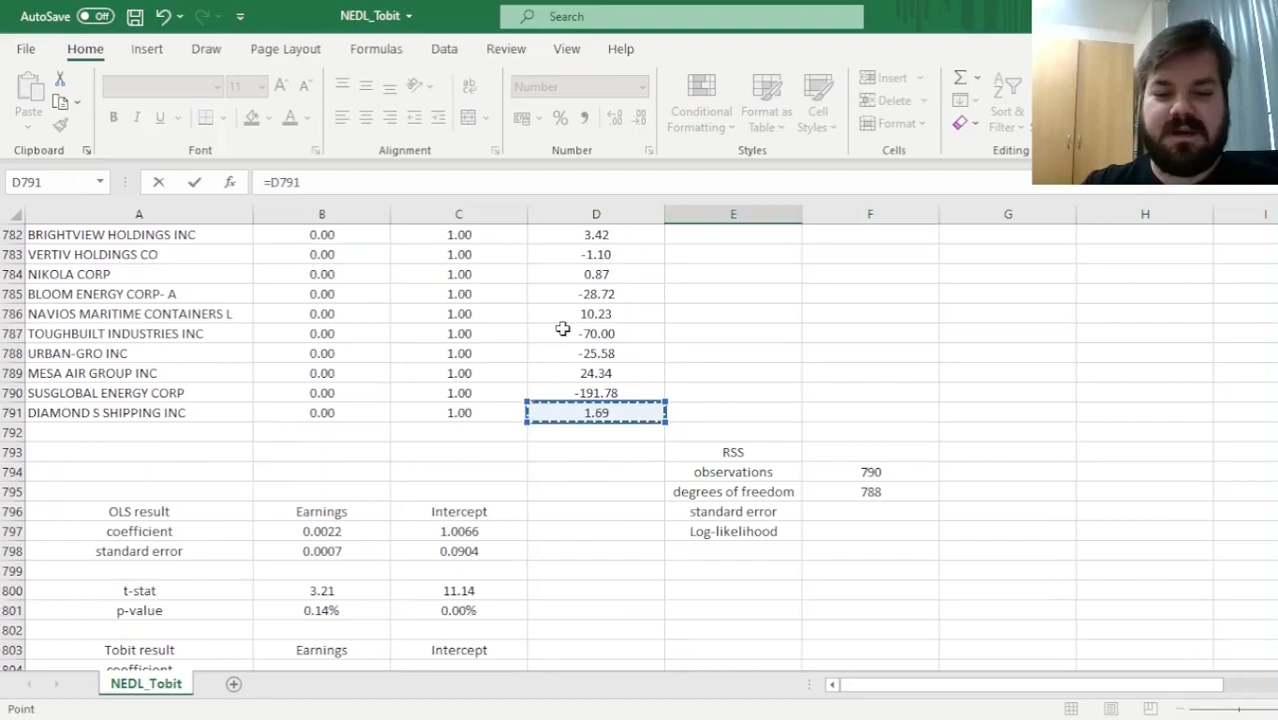 AutoSave Off NEDL_Tobit Search
File Home Insert Draw Page Layout Formulas Data Review View Help
Paste 11 Number Conditional Formatting Format as Table Cell Styles Insert Delete Format Sort & Filter
Clipboard Font Alignment Number Styles Cells Editing
D791 =D791
A B C D E F G H I
782 BRIGHTVIEW HOLDINGS INC 0.00 1.00 3.42
783 VERTIV HOLDINGS CO 0.00 1.00 -1.10
784 NIKOLA CORP 0.00 1.00 0.87
785 BLOOM ENERGY CORP- A 0.00 1.00 -28.72
786 NAVIOS MARITIME CONTAINERS L 0.00 1.00 10.23
787 TOUGHBUILT INDUSTRIES INC 0.00 1.00 -70.00
788 URBAN-GRO INC 0.00 1.00 -25.58
789 MESA AIR GROUP INC 0.00 1.00 24.34
790 SUSGLOBAL ENERGY CORP 0.00 1.00 -191.78
791 DIAMOND S SHIPPING INC 0.00 1.00 1.69
792
793 RSS
794 observations 790
795 degrees of freedom 788
796 OLS result Earnings Intercept standard error
797 coefficient 0.0022 1.0066 Log-likelihood
798 standard error 0.0007 0.0904
799
800 t-stat 3.21 11.14
801 p-value 0.14% 0.00%
802
803 Tobit result Earnings Intercept
804 coefficient
NEDL_Tobit
Point